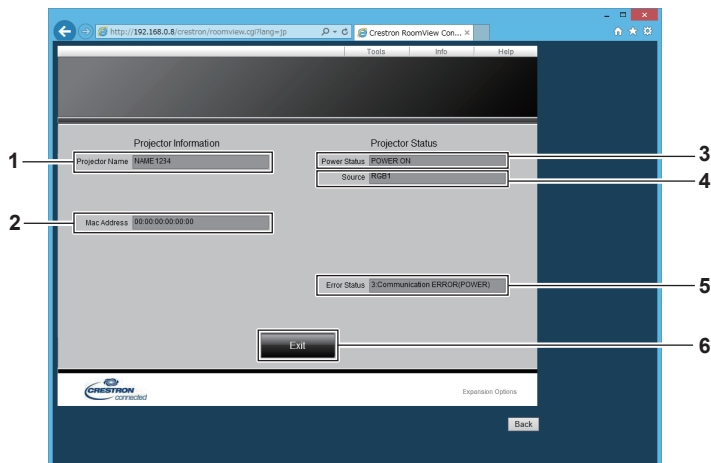 http://192.168.0.8/crestron/roomview.cgi?lang=jp
Crestron RoomView Con... ×
Tools Info Help
Projector Information
Projector Status
1
Projector Name NAME1234
Power Status POWER ON
3
Source RGB1
4
2
Mac Address 00:00:00:00:00:00
Error Status 3:Communication ERROR(POWER)
5
Exit
6
CRESTRON
connected
Expansion Options
Back